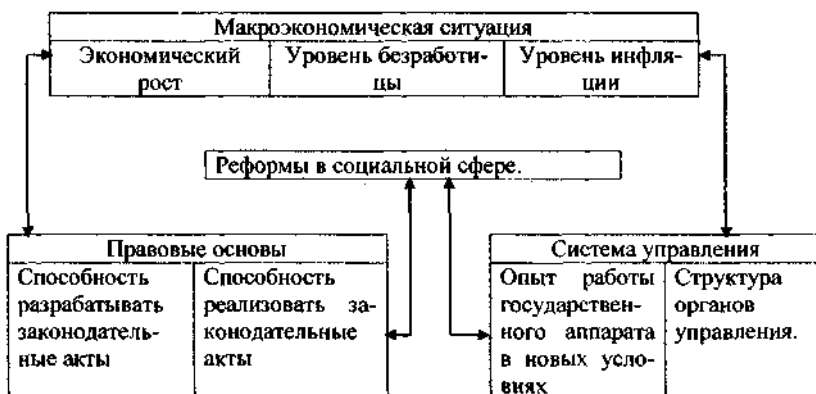 Макроэкономическая ситуация
Экономический
рост
Уровень безработи-
цы
Уровень инфля-
ции
Реформы в социальной сфере.
Правовые основы
Способность
разрабатывать
законодатель-
ные акты
Способность
реализовать за-
конодательные
акты
Система управления
Опыт работы
государствен-
ного аппарата
в новых усло-
виях
Структура
органов
управления.